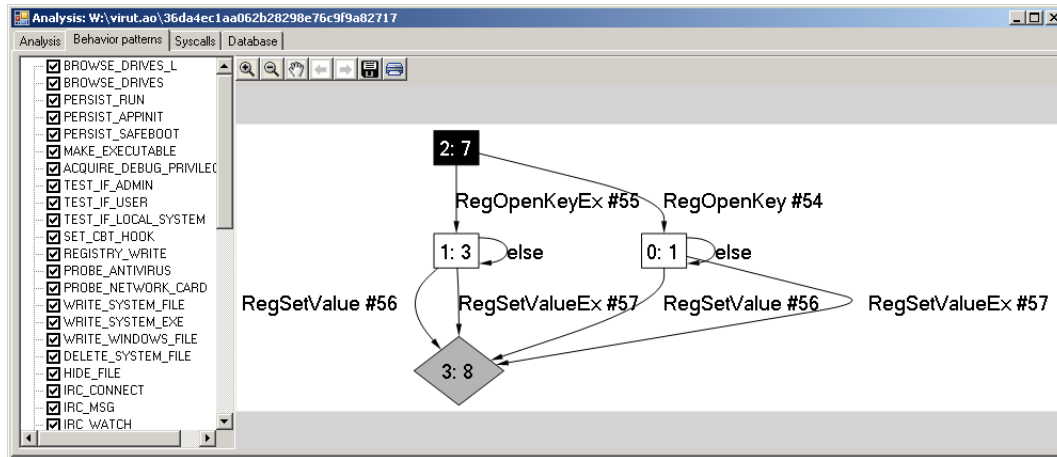 Analysis: W:\virut.ao\36da4ec1aa062b28298e76c9f9a82717
Analysis Behavior patterns Syscalls Database
BROWSE_DRIVES_L
BROWSE_DRIVES
PERSIST_RUN
PERSIST_APPINIT
PERSIST_SAFEBOOT
MAKE_EXECUTABLE
ACQUIRE_DEBUG_PRIVILEG
TEST_IF_ADMIN
TEST_IF_USER
TEST_IF_LOCAL_SYSTEM
SET_CBT_HOOK
REGISTRY_WRITE
PROBE_ANTIVIRUS
PROBE_NETWORK_CARD
WRITE_SYSTEM_FILE
WRITE_SYSTEM_EXE
WRITE_WINDOWS_FILE
DELETE_SYSTEM_FILE
HIDE_FILE
IRC_CONNECT
IRC_MSG
IRC_WATCH
2: 7
RegOpenKeyEx #55 RegOpenKey #54
1: 3 else 0: 1 else
RegSetValue #56 RegSetValueEx #57 RegSetValue #56 RegSetValueEx #57
3: 8